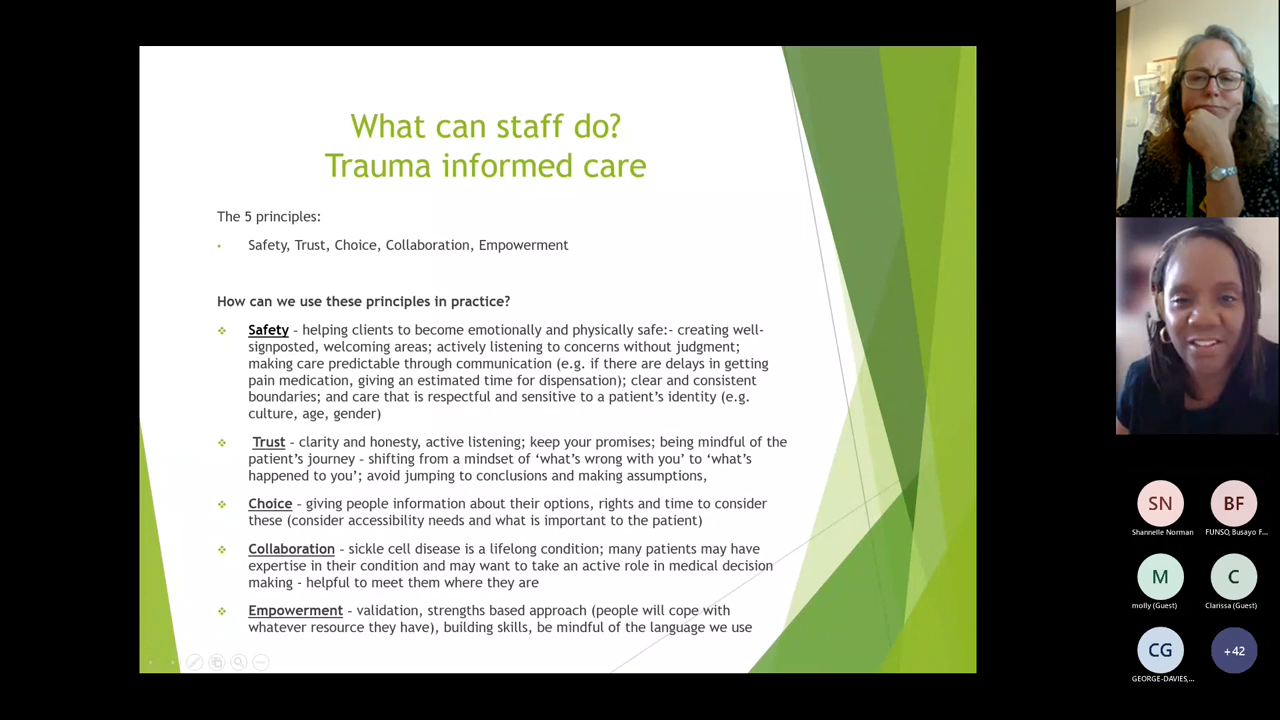 What can staff do?
Trauma informed care
The 5 principles:
• Safety, Trust, Choice, Collaboration, Empowerment
How can we use these principles in practice?
❖ Safety – helping clients to become emotionally and physically safe:- creating well-
signposted, welcoming areas; actively listening to concerns without judgment;
making care predictable through communication (e.g. if there are delays in getting
pain medication, giving an estimated time for dispensation); clear and consistent
boundaries; and care that is respectful and sensitive to a patient's identity (e.g.
culture, age, gender)
❖ Trust – clarity and honesty, active listening; keep your promises; being mindful of the
patient's journey – shifting from a mindset of 'what's wrong with you' to 'what's
happened to you'; avoid jumping to conclusions and making assumptions,
❖ Choice – giving people information about their options, rights and time to consider
these (consider accessibility needs and what is important to the patient)
❖ Collaboration – sickle cell disease is a lifelong condition; many patients may have
expertise in their condition and may want to take an active role in medical decision
making - helpful to meet them where they are
❖ Empowerment – validation, strengths based approach (people will cope with
whatever resource they have), building skills, be mindful of the language we use
SN
BF
Shannelle Norman
FUNSO, Busayo F...
M
C
molly (Guest)
Clarissa (Guest)
CG
+42
GEORGE-DAVIES,...